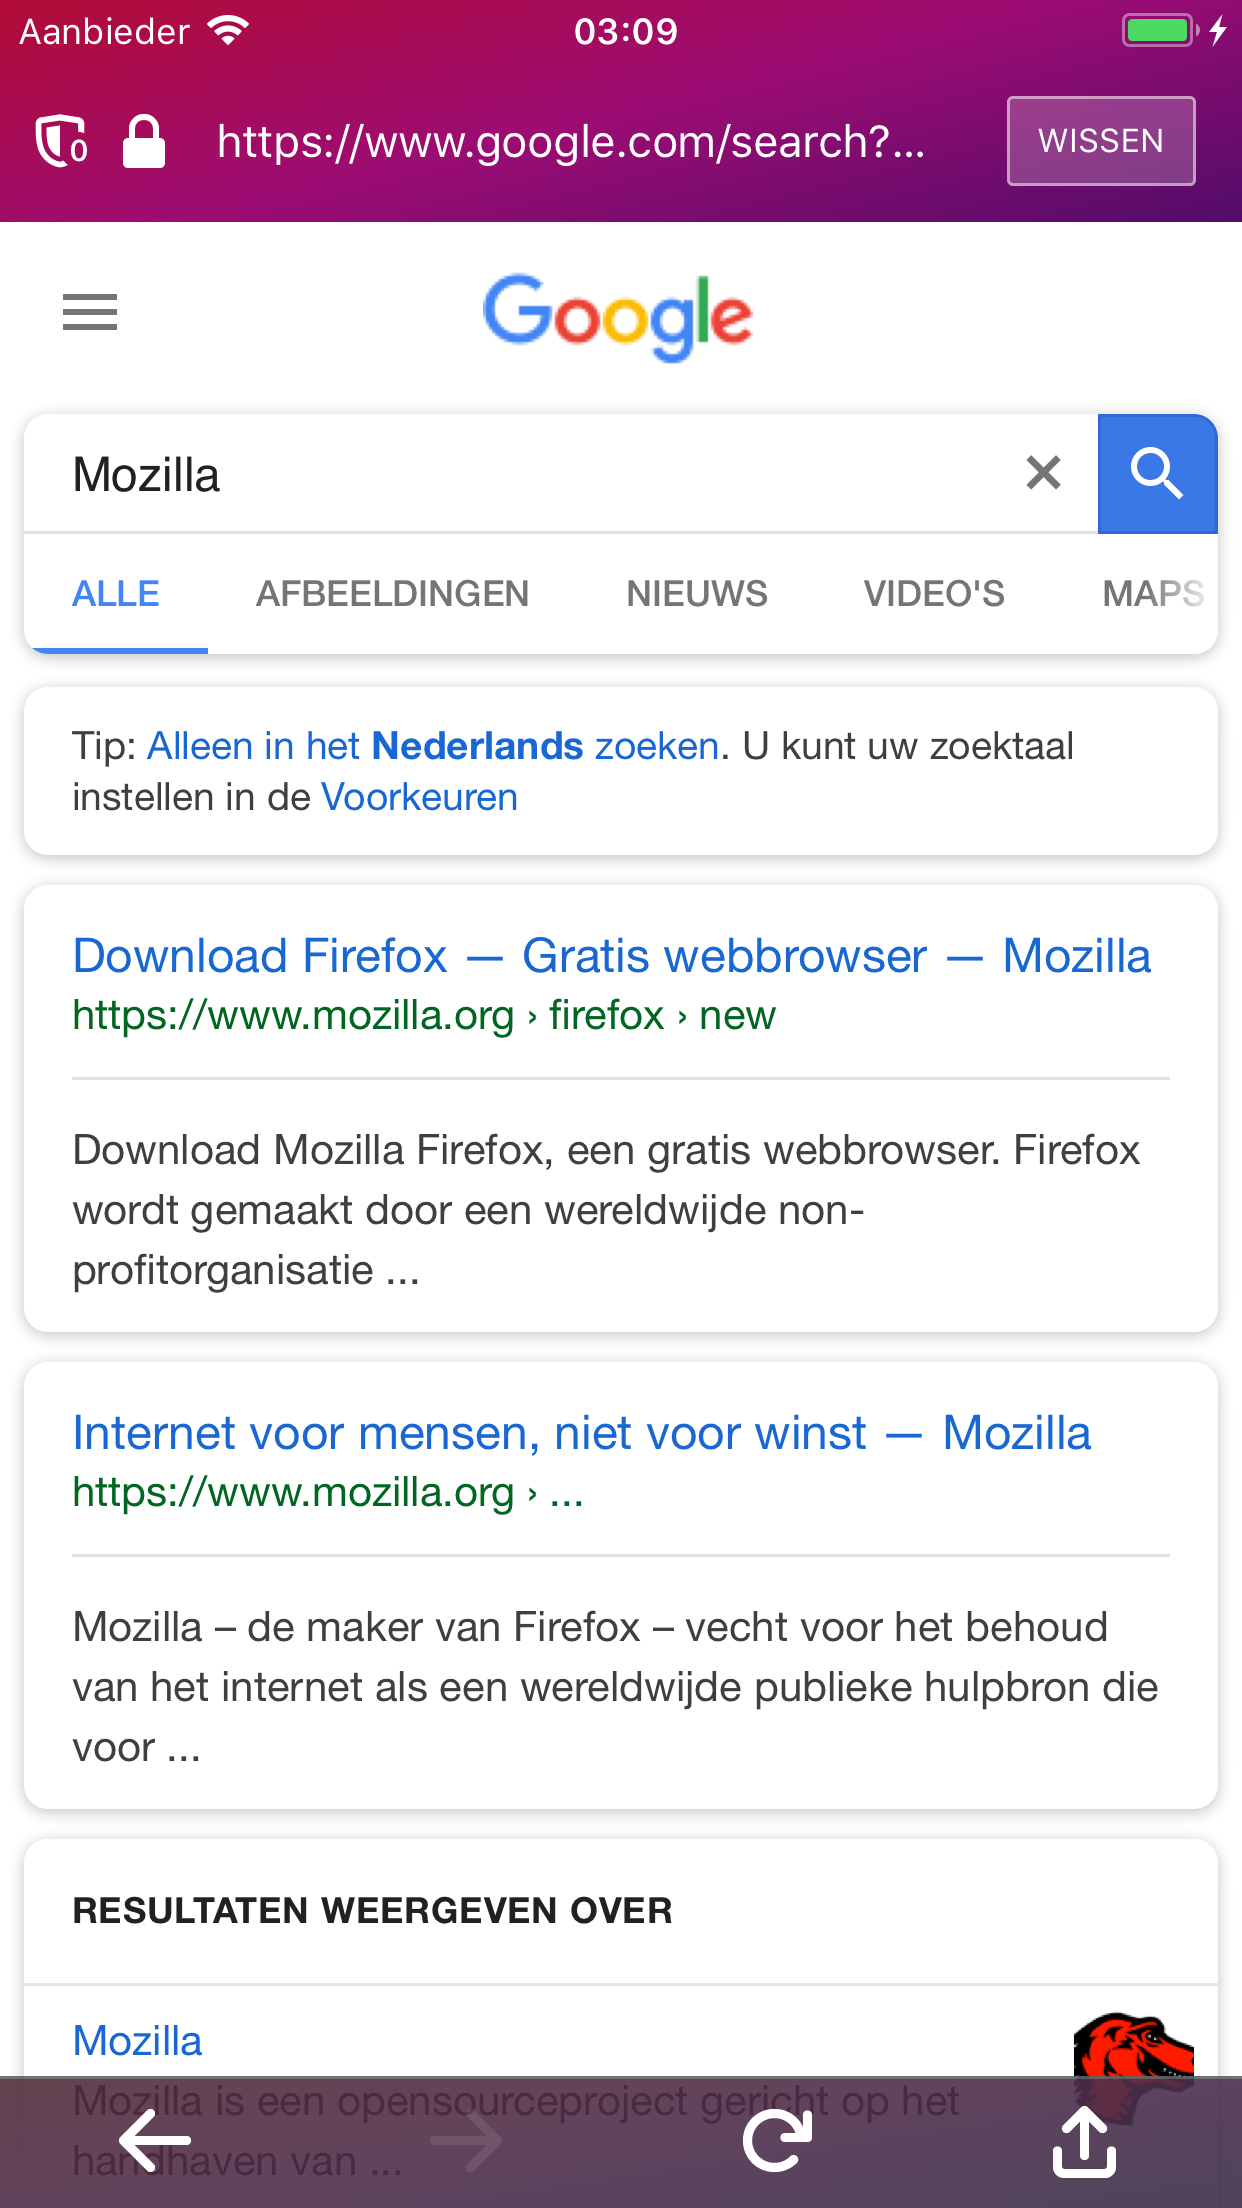 Aanbieder 03:09
0 https://www.google.com/search?... WISSEN
Google
Mozilla
ALLE AFBEELDINGEN NIEUWS VIDEO'S MAPS
Tip: Alleen in het Nederlands zoeken. U kunt uw zoektaal
instellen in de Voorkeuren
Download Firefox — Gratis webbrowser — Mozilla
https://www.mozilla.org › firefox › new
Download Mozilla Firefox, een gratis webbrowser. Firefox
wordt gemaakt door een wereldwijde non-
profitorganisatie ...
Internet voor mensen, niet voor winst — Mozilla
https://www.mozilla.org › ...
Mozilla – de maker van Firefox – vecht voor het behoud
van het internet als een wereldwijde publieke hulpbron die
voor ...
RESULTATEN WEERGEVEN OVER
Mozilla
Mozilla is een opensourceproject gericht op het
handhaven van ...